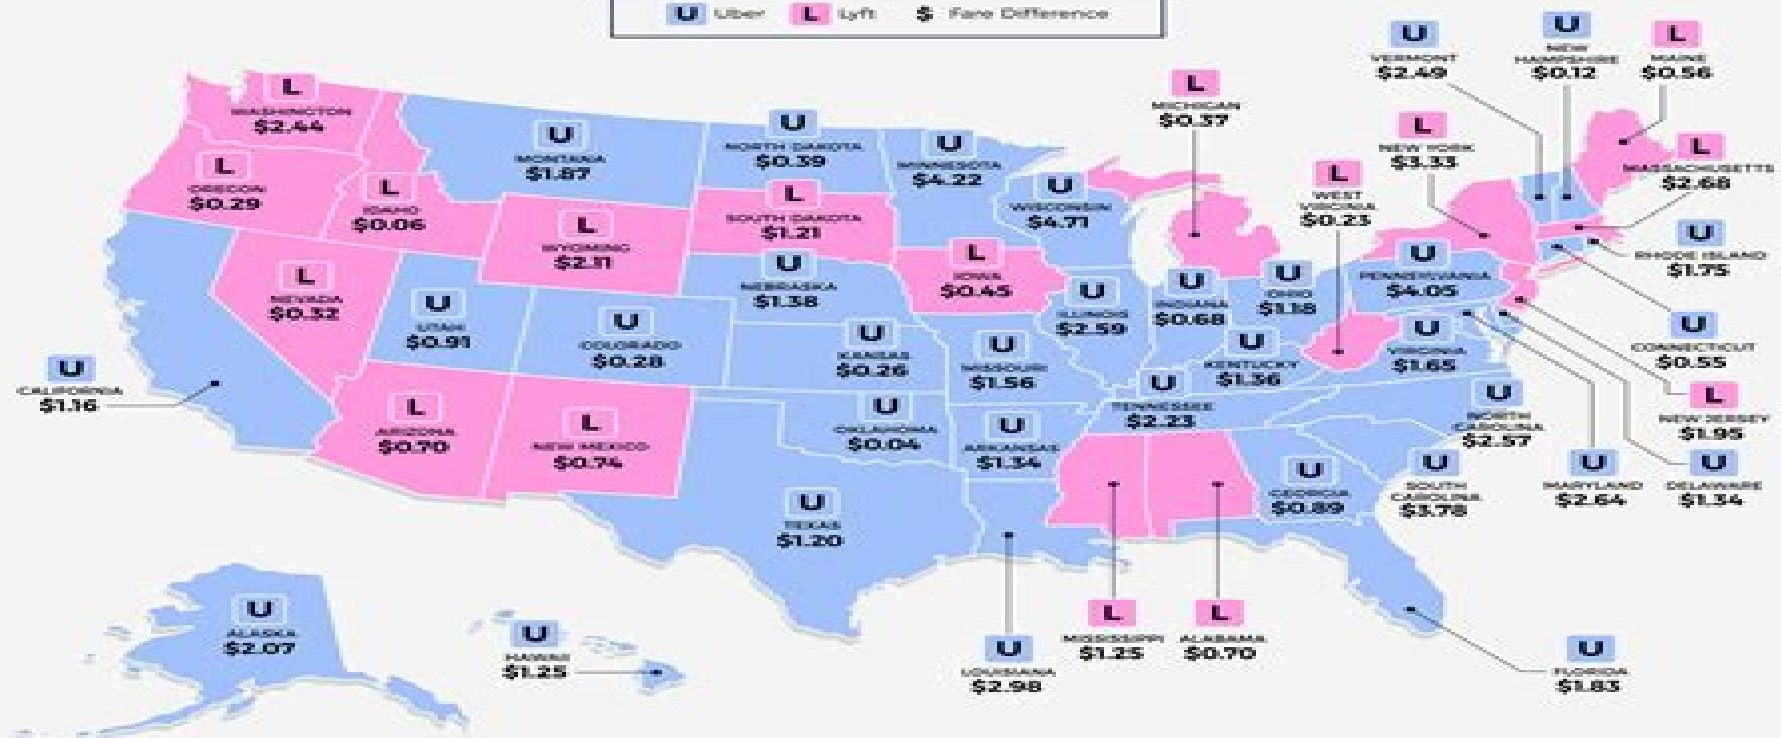 U Uber L Lyft $ Fare Difference
U
VERMONT
$2.49
U
NEW
HAMPSHIRE
$0.12
L
MAINE
$0.56
L
WASHINGTON
$2.44
L
MICHIGAN
$0.37
L
NEW YORK
$3.33
L
MASSACHUSETTS
$2.68
U
MONTANA
$1.87
U
NORTH DAKOTA
$0.39
U
MINNESOTA
$4.22
L
OREGON
$0.29
L
IDAHO
$0.06
L
WYOMING
$2.11
L
SOUTH DAKOTA
$1.21
U
WISCONSIN
$4.71
L
WEST
VIRGINIA
$0.23
U
RHODE ISLAND
$1.75
L
NEVADA
$0.32
U
UTAH
$0.91
U
COLORADO
$0.28
U
NEBRASKA
$1.38
L
IOWA
$0.45
U
ILLINOIS
$2.59
U
INDIANA
$0.68
U
OHIO
$1.18
U
PENNSYLVANIA
$4.05
U
CONNECTICUT
$0.55
U
CALIFORNIA
$1.16
U
KANSAS
$0.26
U
MISSOURI
$1.56
U
KENTUCKY
$1.36
U
VIRGINIA
$1.65
L
NEW JERSEY
$1.95
L
ARIZONA
$0.70
L
NEW MEXICO
$0.74
U
OKLAHOMA
$0.04
U
ARKANSAS
$1.34
U
TENNESSEE
$2.23
U
NORTH
CAROLINA
$2.57
U
TEXAS
$1.20
U
GEORGIA
$0.89
U
SOUTH
CAROLINA
$3.78
U
MARYLAND
$2.64
U
DELAWARE
$1.34
U
ALASKA
$2.07
U
HAWAII
$1.25
U
LOUISIANA
$2.98
L
MISSISSIPPI
$1.25
L
ALABAMA
$0.70
U
FLORIDA
$1.83